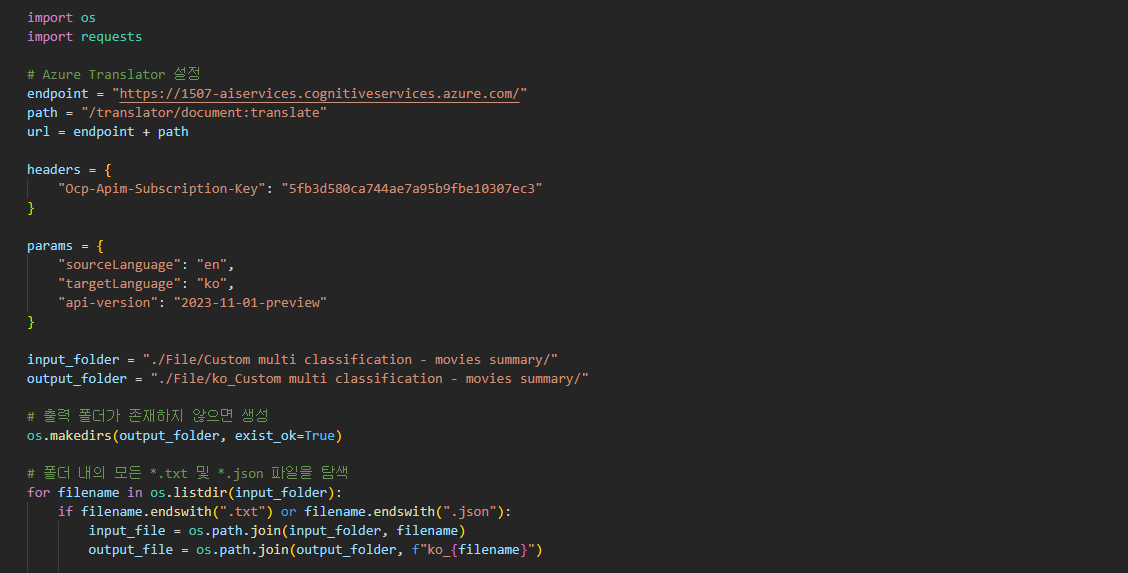 import os
import requests
# Azure Translator 설정
endpoint = "https://1507-aiservices.cognitiveservices.azure.com/"
path = "/translator/document:translate"
url = endpoint + path
headers = {
"Ocp-Apim-Subscription-Key": "5fb3d580ca744ae7a95b9fbe10307ec3"
}
params = {
"sourceLanguage": "en",
"targetLanguage": "ko",
"api-version": "2023-11-01-preview"
}
input_folder = "./File/Custom multi classification - movies summary/"
output_folder = "./File/ko_Custom multi classification - movies summary/"
# 출력 폴더가 존재하지 않으면 생성
os.makedirs(output_folder, exist_ok=True)
# 폴더 내의 모든 *.txt 및 *.json 파일을 탐색
for filename in os.listdir(input_folder):
if filename.endswith(".txt") or filename.endswith(".json"):
input_file = os.path.join(input_folder, filename)
output_file = os.path.join(output_folder, f"ko_{filename}")